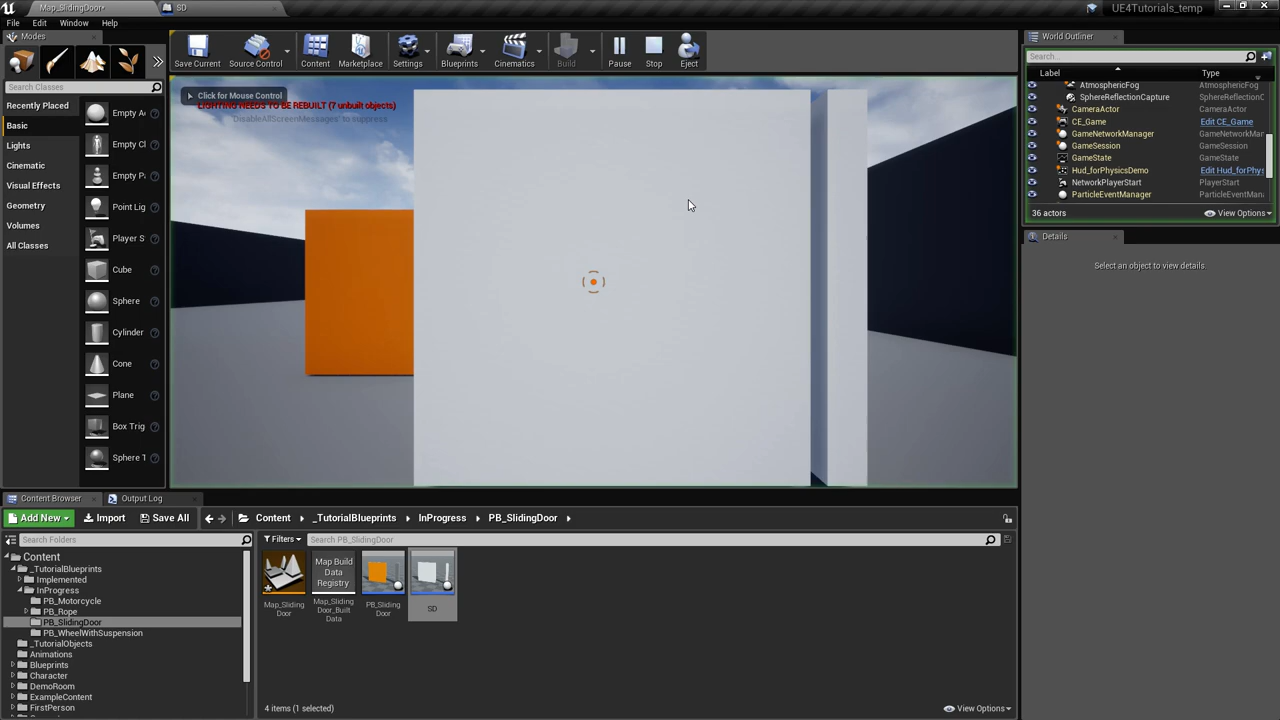 Map_SlidingDoor*
SD
UE4Tutorials_temp
File Edit Window Help
Modes
Search Classes
Recently Placed
Basic
Lights
Cinematic
Visual Effects
Geometry
Volumes
All Classes
Empty A
Empty Cl
Empty P
Point Lig
Player S
Cube
Sphere
Cylinder
Cone
Plane
Box Trig
Sphere T
Save Current
Source Control
Content
Marketplace
Settings
Blueprints
Cinematics
Build
Pause
Stop
Eject
Click for Mouse Control
LIGHTING NEEDS TO BE REBUILT (7 unbuilt objects)
'DisableAllScreenMessages' to suppress
World Outliner
Search...
Label Type
AtmosphericFog AtmosphericFog
SphereReflectionCapture SphereReflectionC
CameraActor CameraActor
CE_Game Edit CE_Game
GameNetworkManager GameNetworkMan
GameSession GameSession
GameState GameState
Hud_forPhysicsDemo Edit Hud_forPhys
NetworkPlayerStart PlayerStart
ParticleEventManager ParticleEventMan
36 actors
View Options
Details
Select an object to view details.
Content Browser
Output Log
Add New
Import
Save All
Content
_TutorialBlueprints
InProgress
PB_SlidingDoor
Search Folders
Content
_TutorialBlueprints
Implemented
InProgress
PB_Motorcycle
PB_Rope
PB_SlidingDoor
PB_WheelWithSuspension
_TutorialObjects
Animations
Blueprints
Character
DemoRoom
ExampleContent
FirstPerson
Filters
Search PB_SlidingDoor
Map_Sliding
Door
Map Build
Data
Registry
Map_Sliding
Door_Built
Data
PB_Sliding
Door
SD
4 items (1 selected)
View Options